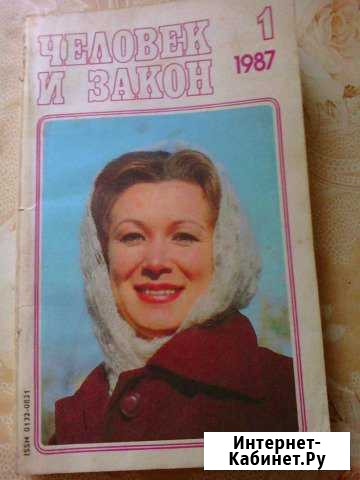 ЧЕЛОВЕК
И ЗАКОН
1
1987
ISSN 0132-0831
Интернет-
Кабинет.Ру